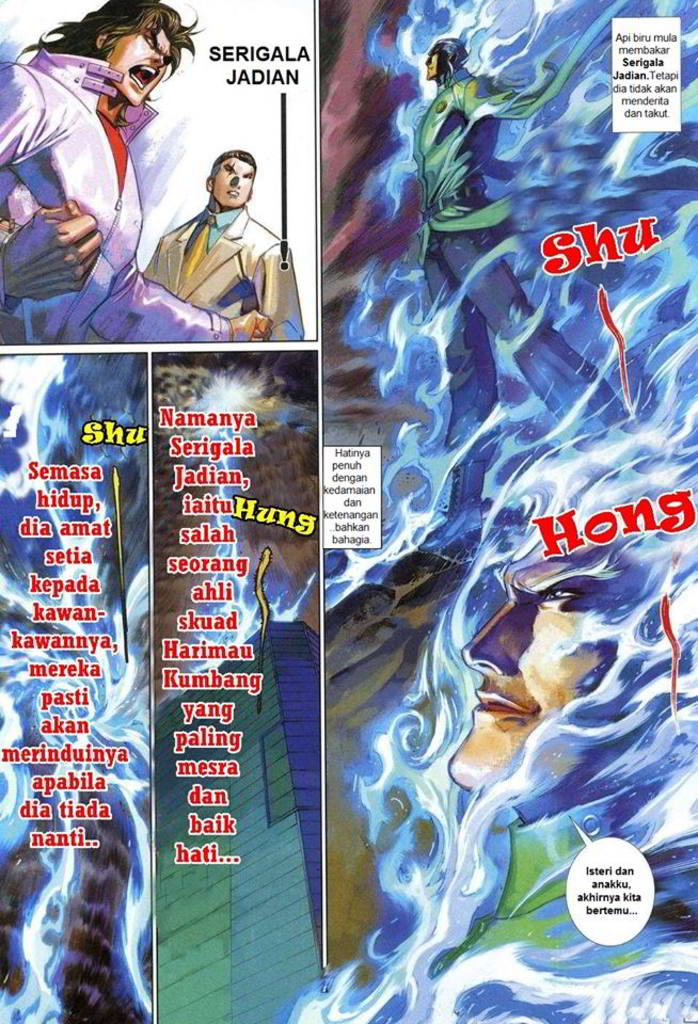 SERIGALA
JADIAN
!
Api biru mula
membakar
Serigala
Jadian.Tetapi
dia tidak akan
menderita
dan takut.
Shu
Hatinya
penuh
dengan
kedamaian
dan
ketenangan
..bahkan
bahagia.
Hong
Isteri dan
anakku,
akhirnya kita
bertemu...
Shu
Semasa
hidup,
dia amat
setia
kepada
kawan-
kawannya,
mereka
pasti
akan
merinduinya
apabila
dia tiada
nanti..
Namanya
Serigala
Jadian,
iaitu
salah
seorang
ahli
skuad
Harimau
Kumbang
yang
paling
mesra
dan
baik
hati...
Hung